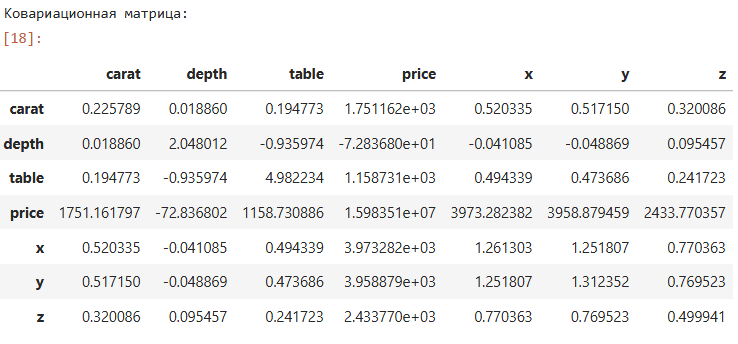 Ковариационная матрица:
[18]:
carat depth table price x y z
carat 0.225789 0.018860 0.194773 1.751162e+03 0.520335 0.517150 0.320086
depth 0.018860 2.048012 -0.935974 -7.283680e+01 -0.041085 -0.048869 0.095457
table 0.194773 -0.935974 4.982234 1.158731e+03 0.494339 0.473686 0.241723
price 1751.161797 -72.836802 1158.730886 1.598351e+07 3973.282382 3958.879459 2433.770357
x 0.520335 -0.041085 0.494339 3.973282e+03 1.261303 1.251807 0.770363
y 0.517150 -0.048869 0.473686 3.958879e+03 1.251807 1.312352 0.769523
z 0.320086 0.095457 0.241723 2.433770e+03 0.770363 0.769523 0.499941